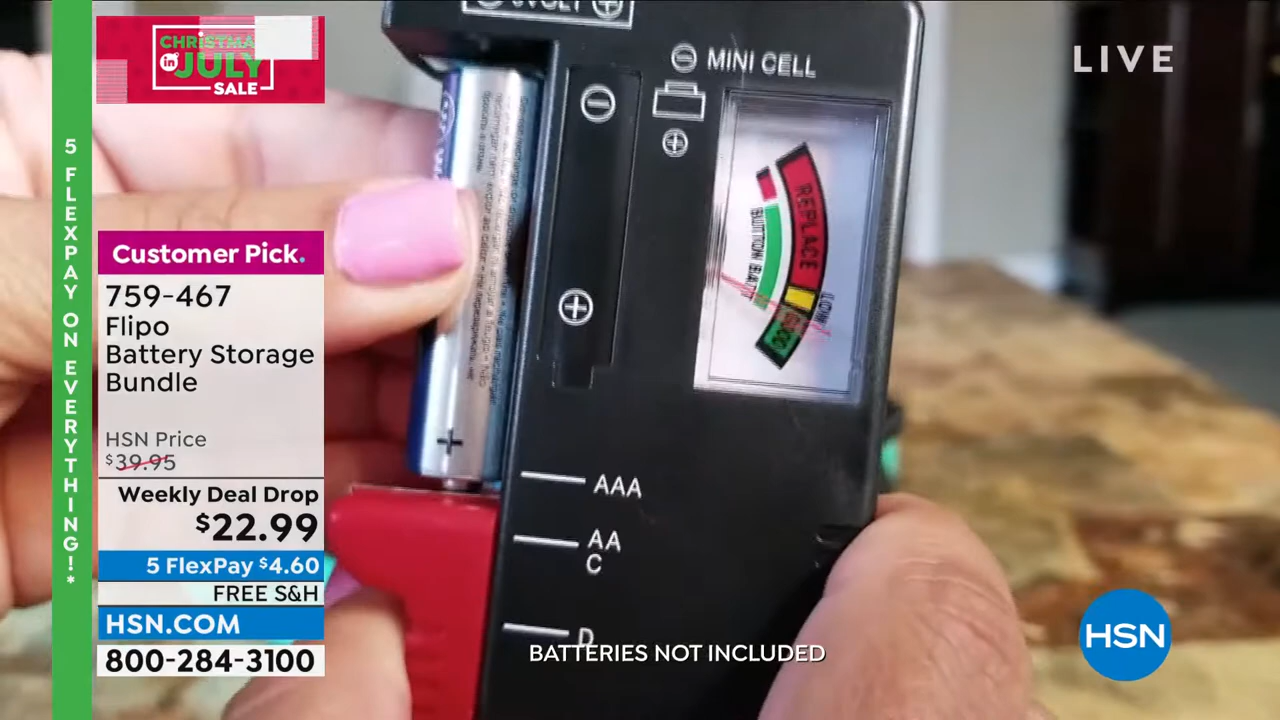 CHRISTMA
in
JULY
SALE
5 FLEXPAY ON EVERYTHING!*
Customer Pick.
759-467
Flipo
Battery Storage
Bundle
HSN Price
$39.95
Weekly Deal Drop
$22.99
5 FlexPay $4.60
FREE S&H
HSN.COM
800-284-3100
LIVE
MINI CELL
REPLACE
LOW
GOOD
BUTTON BATT
+
AAA
AA
C
D
BATTERIES NOT INCLUDED
HSN